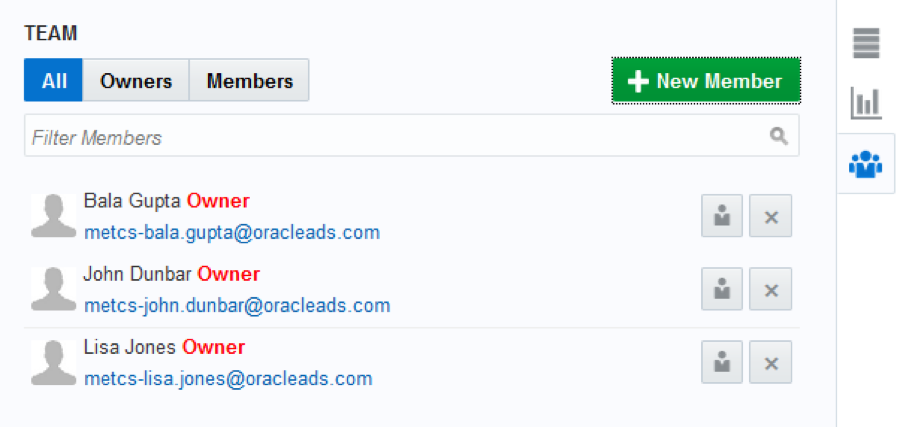 TEAM
All Owners Members
New Member
Filter Members
Bala Gupta Owner
metcs-bala.gupta@oracleads.com
John Dunbar Owner
metcs-john.dunbar@oracleads.com
Lisa Jones Owner
metcs-lisa.jones@oracleads.com